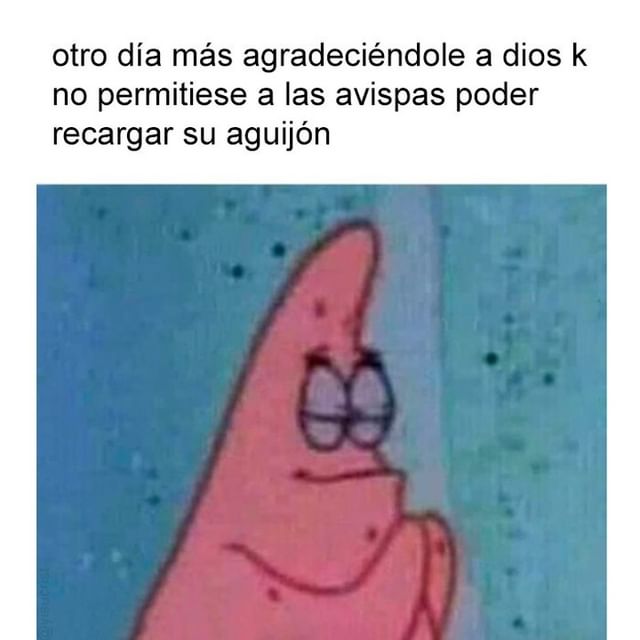 otro día más agradeciéndole a dios k
no permitiese a las avispas poder
recargar su aguijón